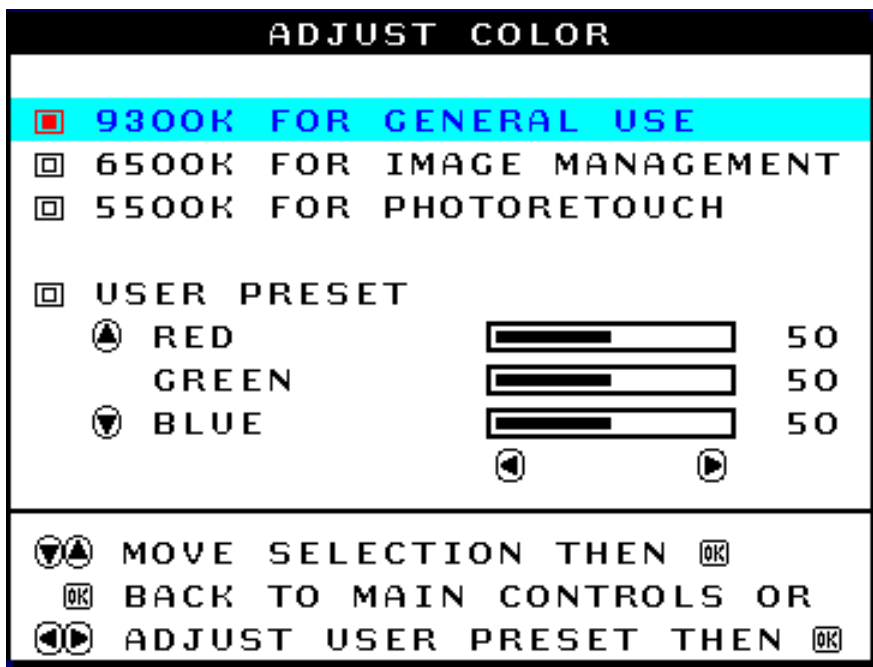 ADJUST COLOR
9300K FOR GENERAL USE
6500K FOR IMAGE MANAGEMENT
5500K FOR PHOTORETOUCH
USER PRESET
RED 50
GREEN 50
BLUE 50
MOVE SELECTION THEN OK
OK BACK TO MAIN CONTROLS OR
ADJUST USER PRESET THEN OK